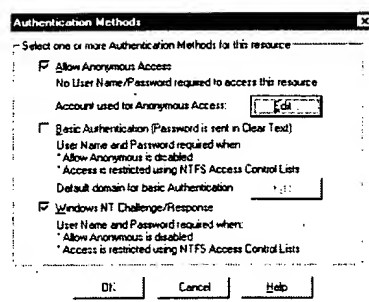 Authentication Methods
Select one or more Authentication Methods for this resource
Allow Anonymous Access
No User Name/Password required to access this resource
Account used for Anonymous Access: Edit
Basic Authentication (Password is sent in Clear Text)
User Name and Password required when
* Allow Anonymous is disabled
* Access is restricted using NTFS Access Control Lists
Default domain for basic Authentication
Windows NT Challenge/Response
User Name and Password required when:
* Allow Anonymous is disabled
* Access is restricted using NTFS Access Control Lists
OK Cancel Help